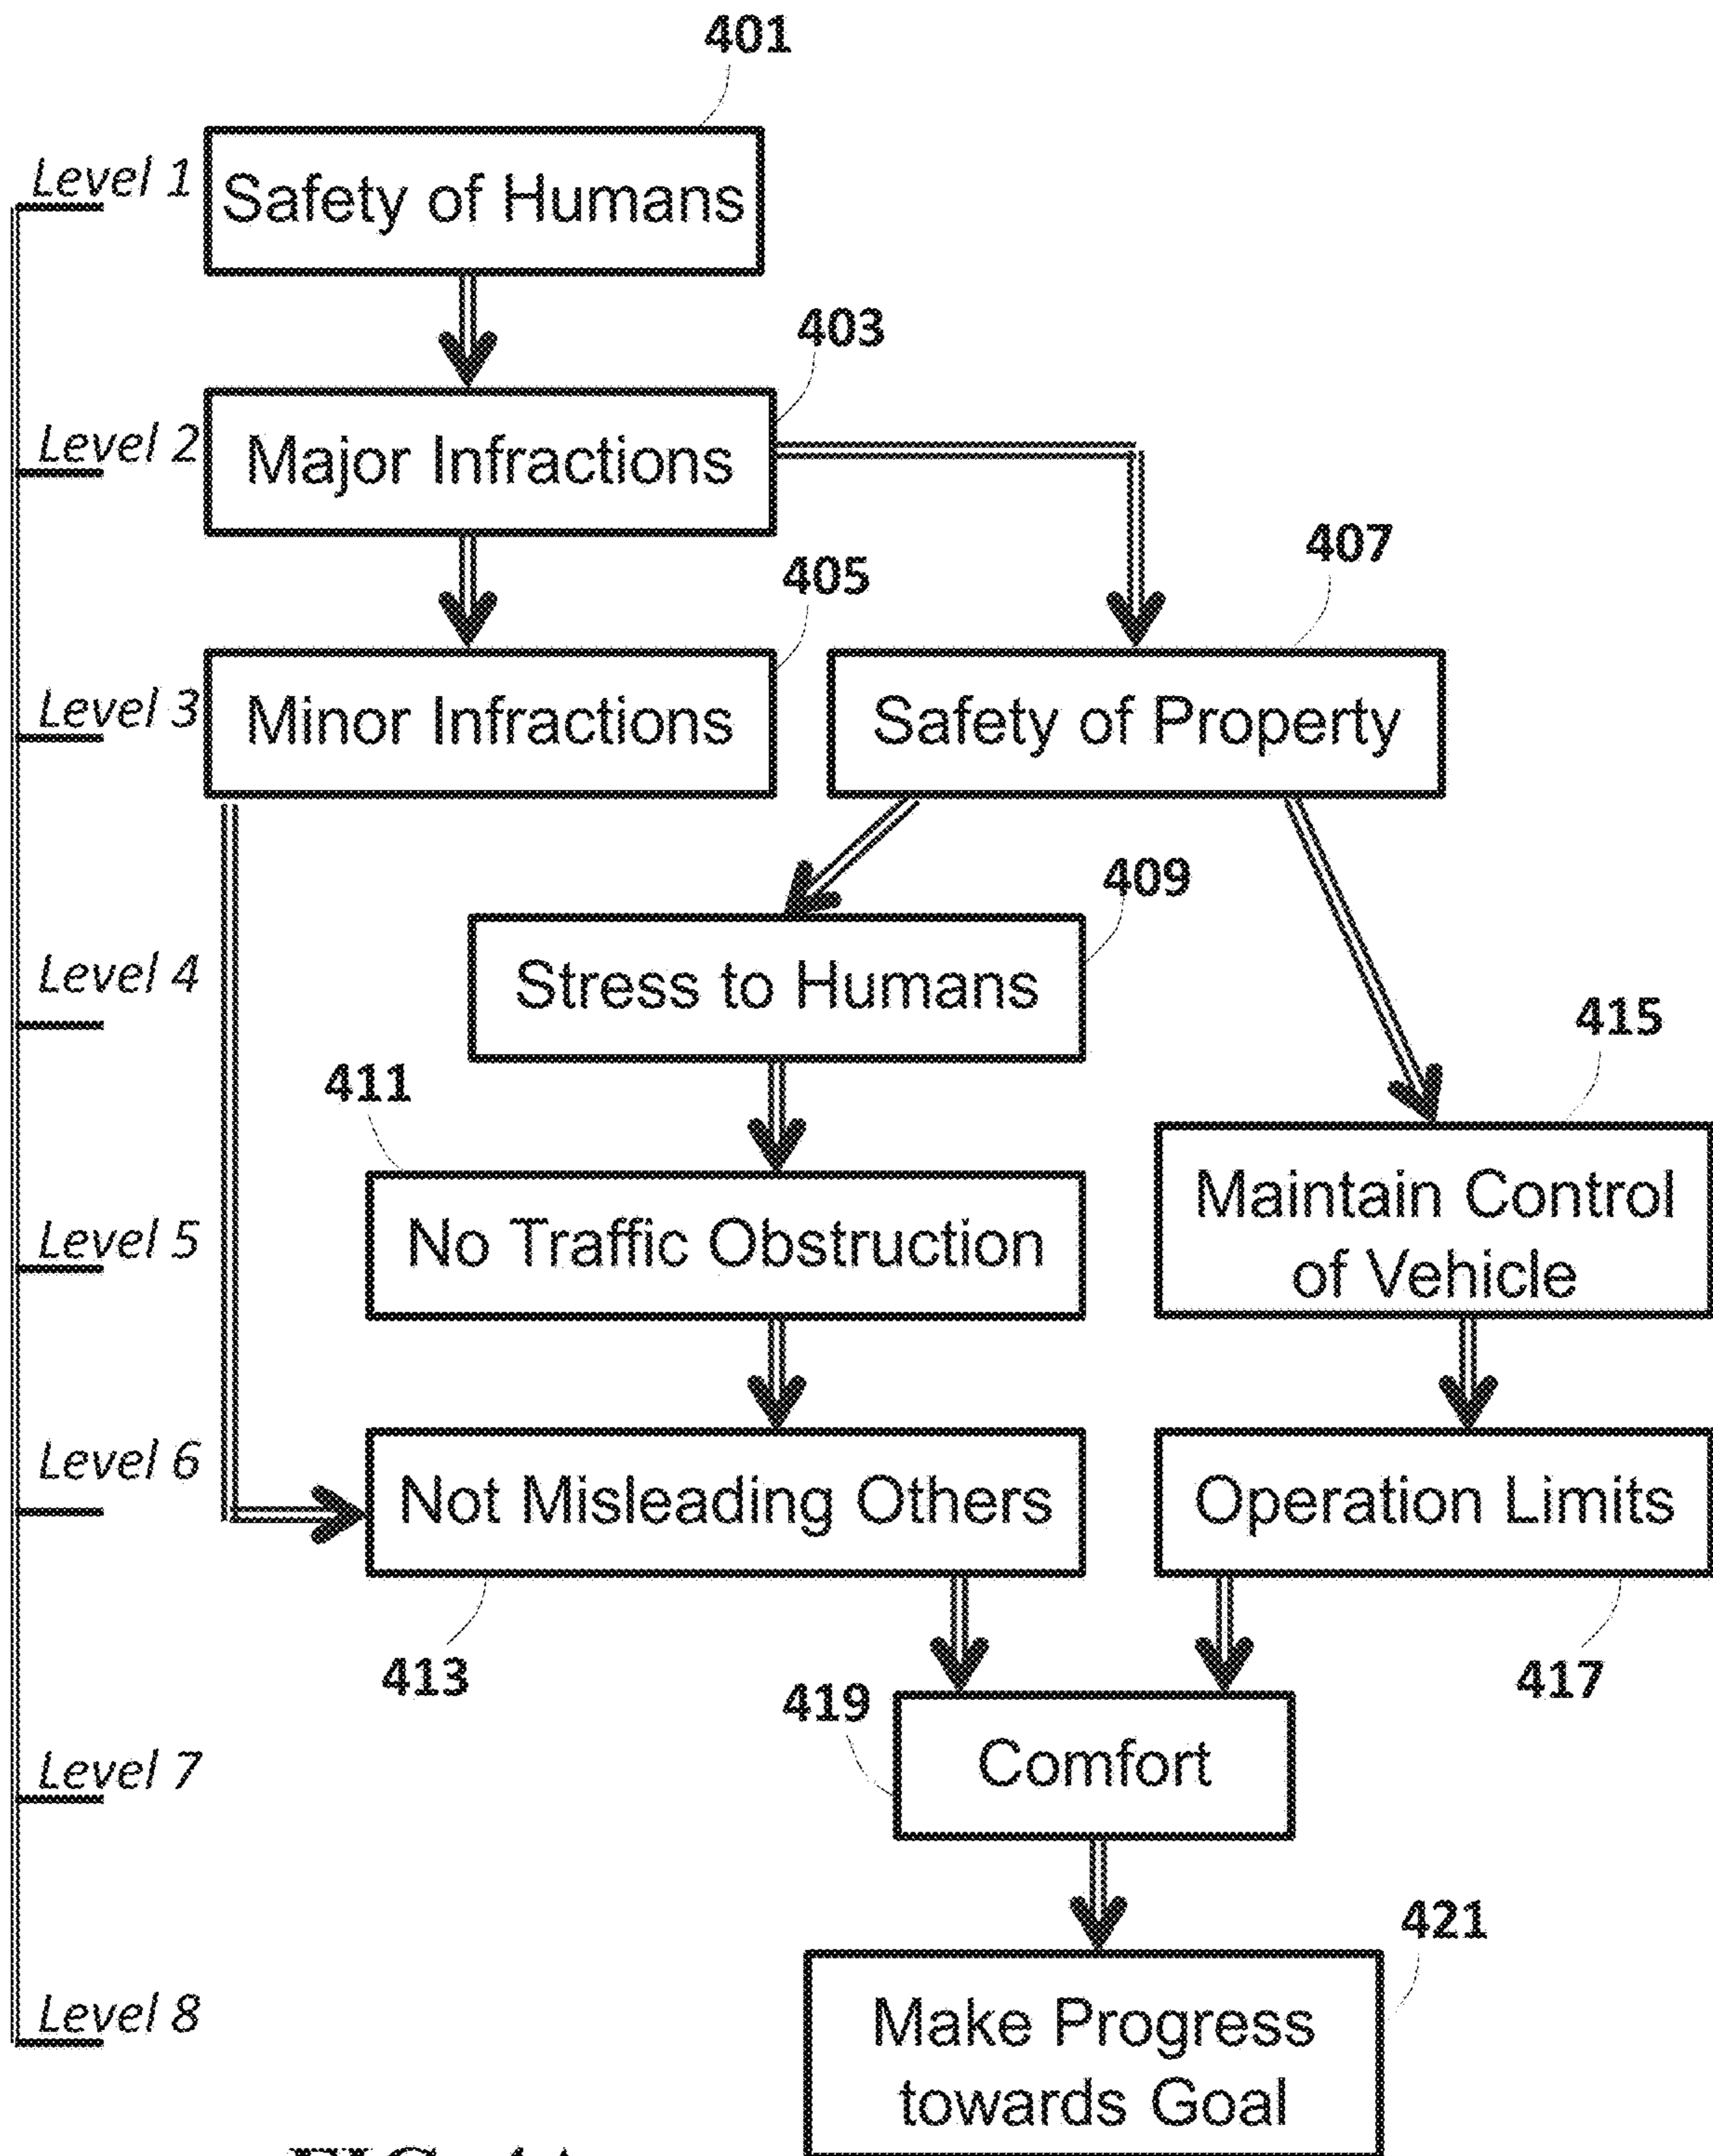 401
Level 1
Safety of Humans
403
Level 2
Major Infractions
407
405
Level 3
Minor Infractions
Safety of Property
409
Level 4
Stress to Humans
415
411
Maintain Control
Level 5
No Traffic Obstruction
of Vehicle
Level 6
Not Misleading Others
Operation Limits
413
417
419
Level 7
Comfort
421
Level 8
Make Progress
towards Goal